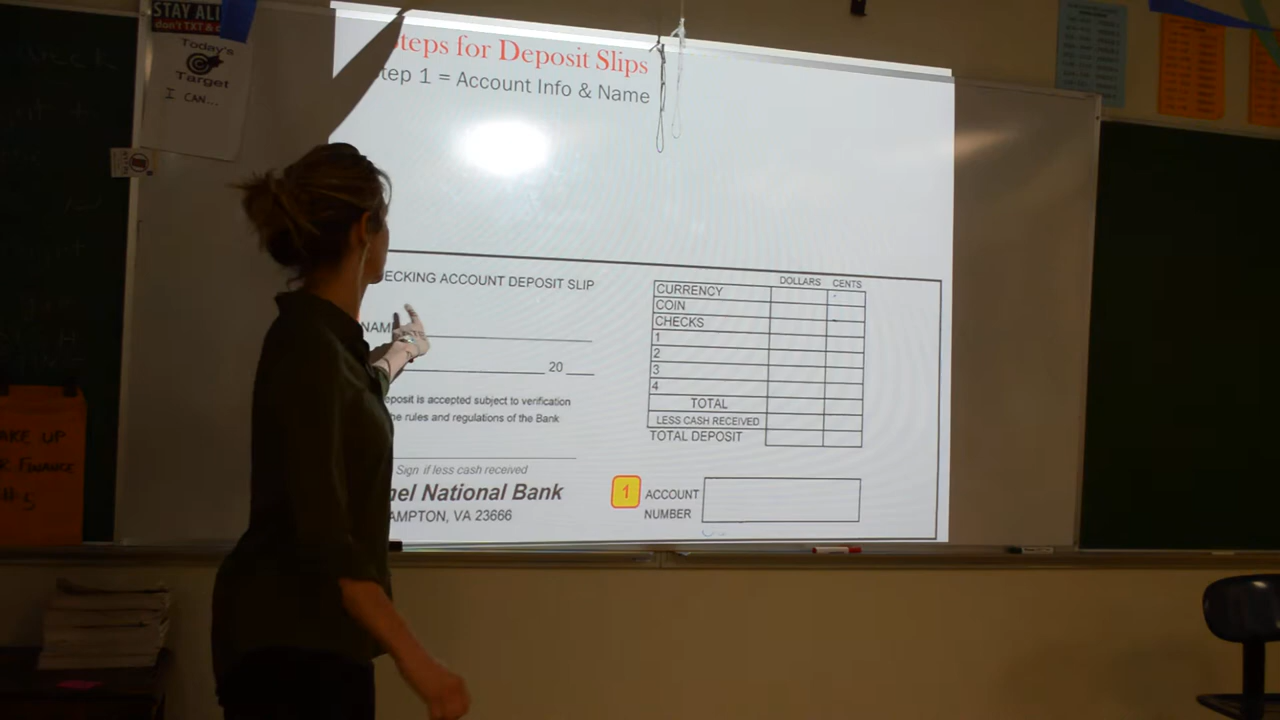 STAY ALI
don't TXT & d
Today's
Target
I CAN...
teps for Deposit Slips
tep 1 = Account Info & Name
ECKING ACCOUNT DEPOSIT SLIP
NAM
20
eposit is accepted subject to verification
he rules and regulations of the Bank
Sign if less cash received
nel National Bank
AMPTON, VA 23666
DOLLARS CENTS
CURRENCY
COIN
CHECKS
1
2
3
4
TOTAL
LESS CASH RECEIVED
TOTAL DEPOSIT
1 ACCOUNT
NUMBER
AKE UP
K FINANCE
#5